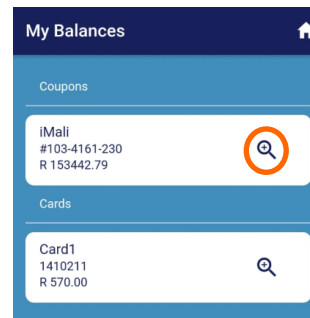 My Balances
Coupons
iMali
#103-4161-230
R 153442.79
Cards
Card1
1410211
R 570.00